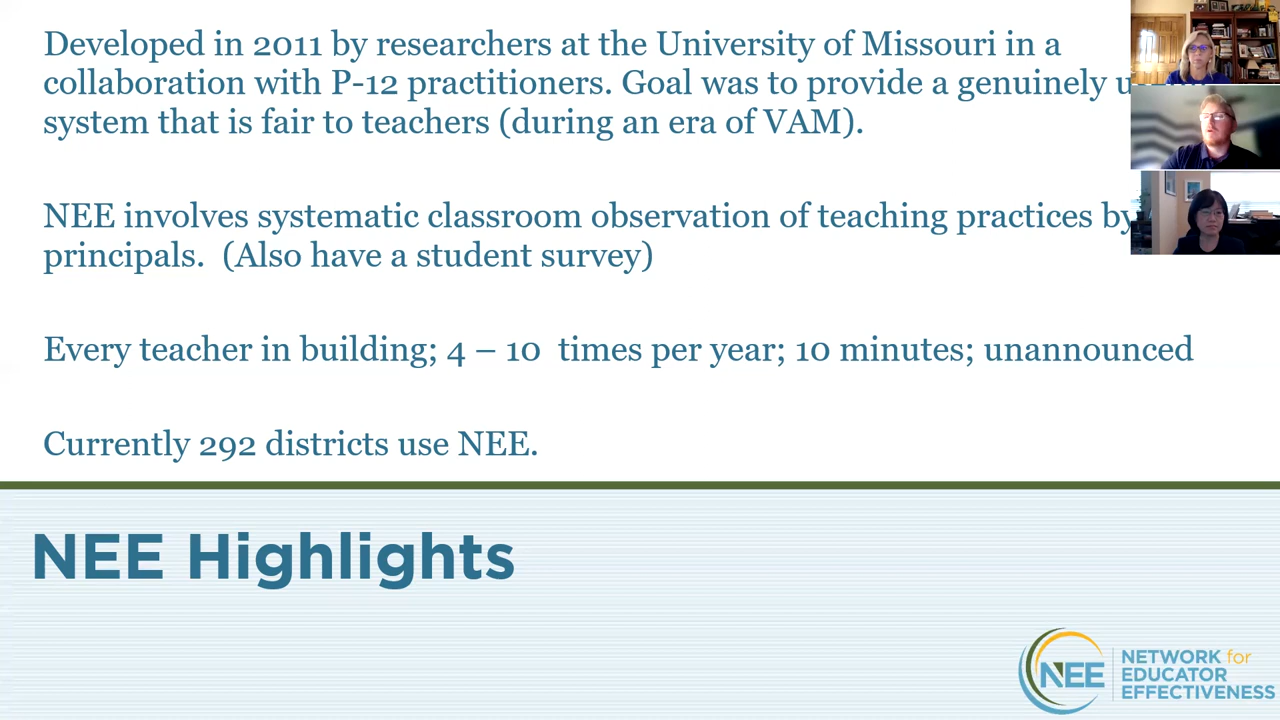 Developed in 2011 by researchers at the University of Missouri in a
collaboration with P-12 practitioners. Goal was to provide a genuinely
system that is fair to teachers (during an era of VAM).
NEE involves systematic classroom observation of teaching practices by
principals. (Also have a student survey)
Every teacher in building; 4 – 10 times per year; 10 minutes; unannounced
Currently 292 districts use NEE.
NEE Highlights
NEE
NETWORK for
EDUCATOR
EFFECTIVENESS